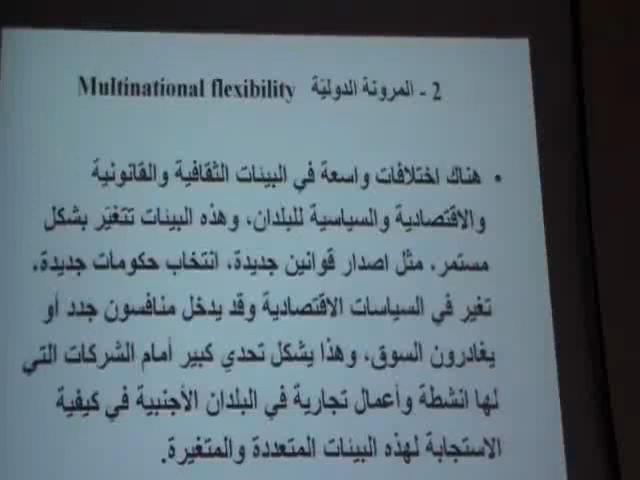 2 - المرونة الدوليّة Multinational flexibility
• هناك اختلافات واسعة في البيئات الثقافية والقانونية
والاقتصادية والسياسية للبلدان، وهذه البيئات تتغيّر بشكل
مستمر. مثل اصدار قوانين جديدة، انتخاب حكومات جديدة،
تغير في السياسات الاقتصادية وقد يدخل منافسون جدد أو
يغادرون السوق، وهذا يشكل تحدي كبير أمام الشركات التي
لها انشطة وأعمال تجارية في البلدان الأجنبية في كيفية
الاستجابة لهذه البيئات المتعددة والمتغيرة.